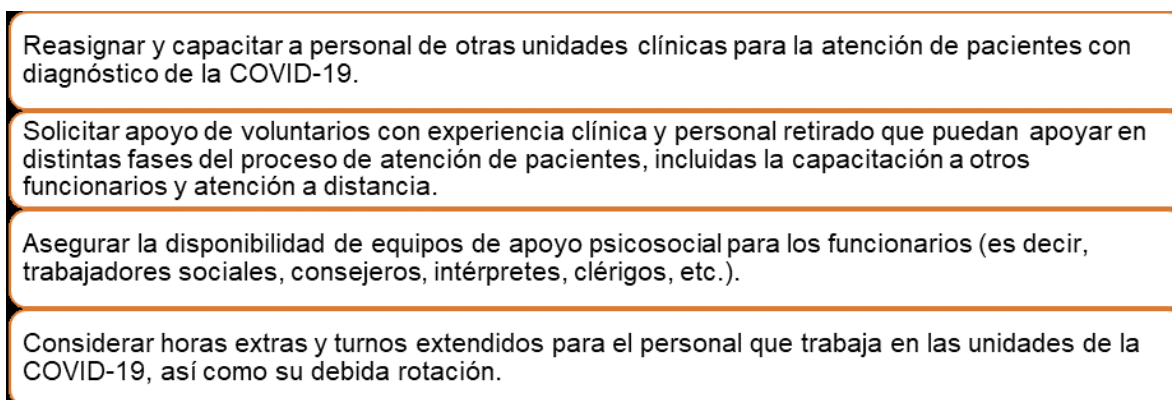 Reasignar y capacitar a personal de otras unidades clínicas para la atención de pacientes con
diagnóstico de la COVID-19.
Solicitar apoyo de voluntarios con experiencia clínica y personal retirado que puedan apoyar en
distintas fases del proceso de atención de pacientes, incluidas la capacitación a otros
funcionarios y atención a distancia.
Asegurar la disponibilidad de equipos de apoyo psicosocial para los funcionarios (es decir,
trabajadores sociales, consejeros, intérpretes, clérigos, etc.).
Considerar horas extras y turnos extendidos para el personal que trabaja en las unidades de la
COVID-19, así como su debida rotación.